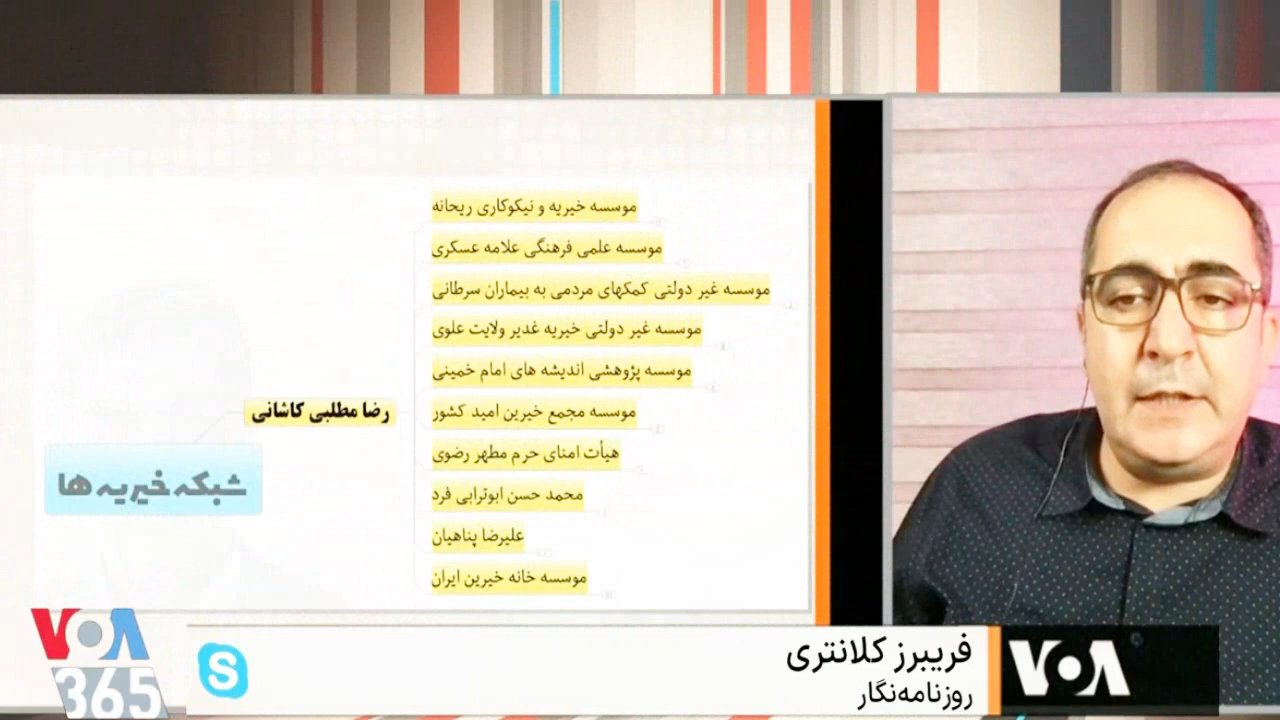 موسسه خیریه و نیکوکاری ریحانه
موسسه علمی فرهنگی علامه عسکری
موسسه غیر دولتی کمکهای مردمی به بیماران سرطانی
موسسه غیر دولتی خیریه غدیر ولایت علوی
موسسه پژوهشی اندیشه های امام خمینی
رضا مطلبی کاشانی
موسسه مجمع خیرین امید کشور
هیأت امنای حرم مطهر رضوی
شبکه خیریه ها
محمد حسن ابوترابی فرد
علیرضا پناهیان
موسسه خانه خیرین ایران
فریبرز کلانتری
روزنامه‌نگار
VOA
VOA
365
S